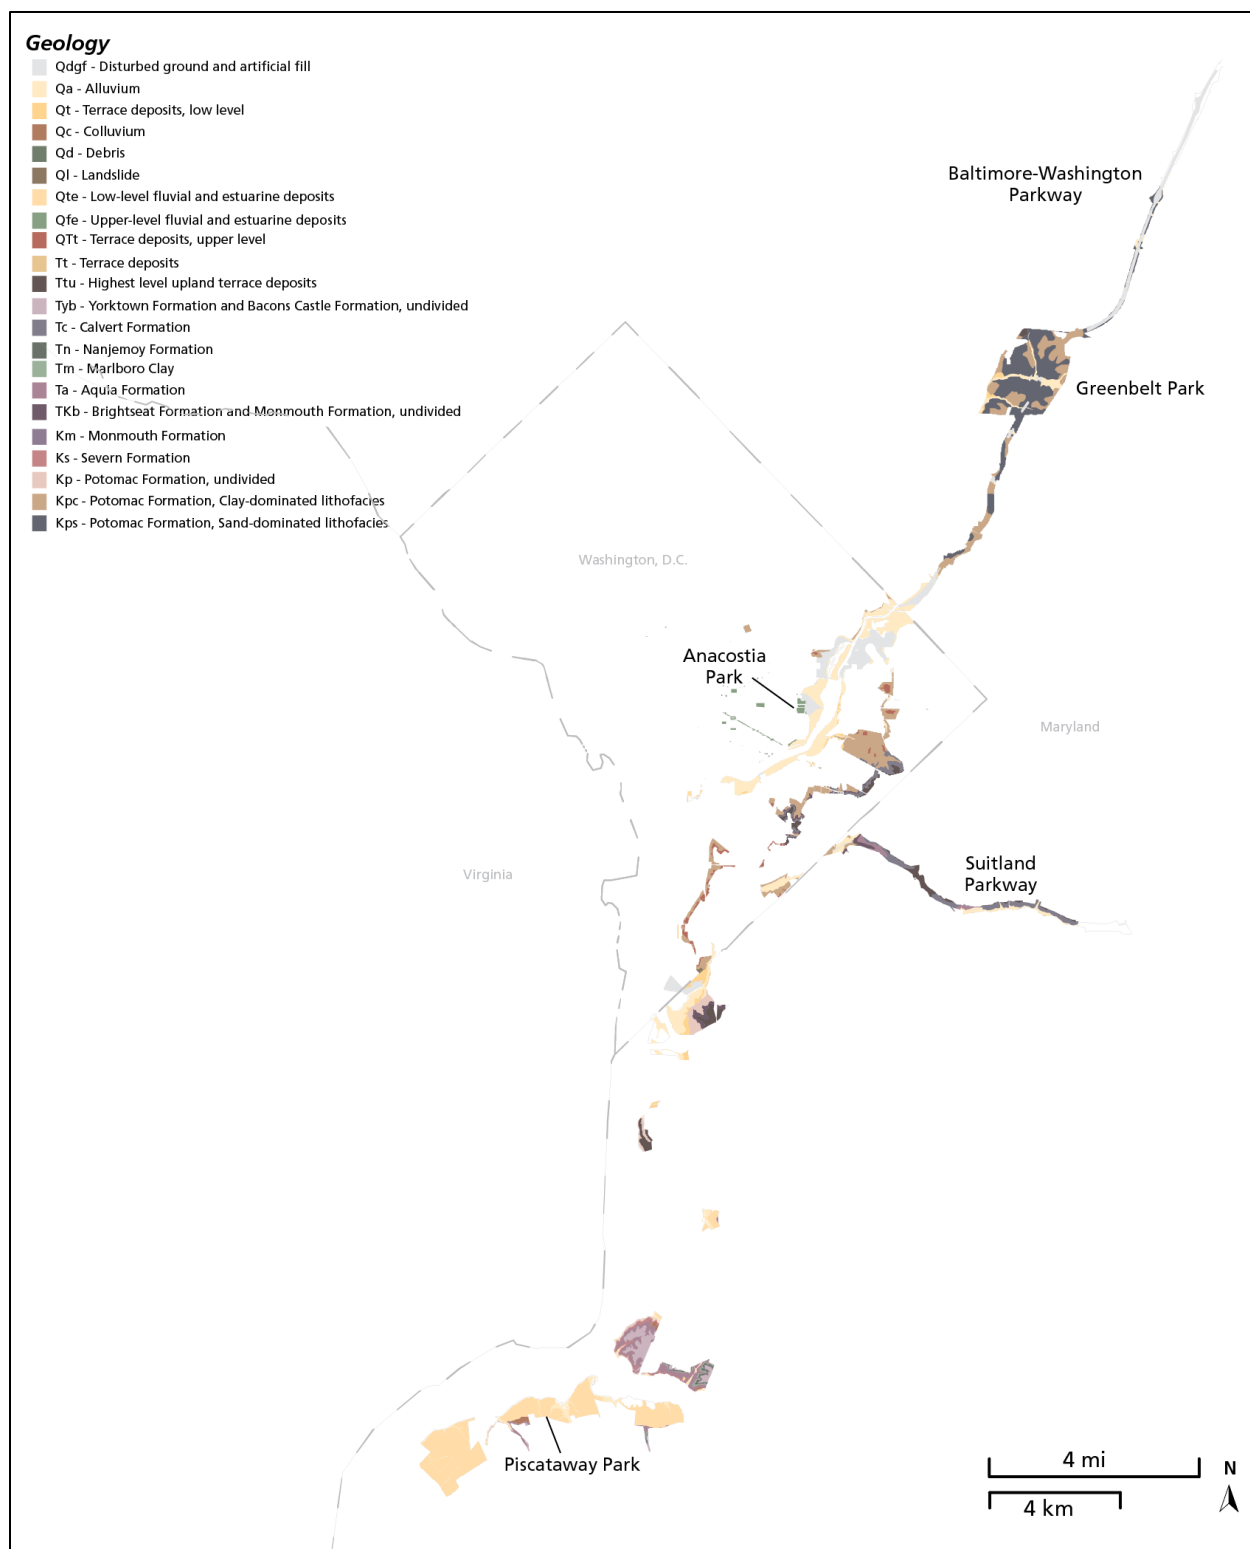 Geology
Qdgf - Disturbed ground and artificial fill
Qa - Alluvium
Qt - Terrace deposits, low level
Qc - Colluvium
Qd - Debris
Ql - Landslide
Qte - Low-level fluvial and estuarine deposits
Qfe - Upper-level fluvial and estuarine deposits
QTt - Terrace deposits, upper level
Tt - Terrace deposits
Ttu - Highest level upland terrace deposits
Tyb - Yorktown Formation and Bacons Castle Formation, undivided
Tc - Calvert Formation
Tn - Nanjemoy Formation
Tm - Marlboro Clay
Ta - Aquia Formation
TKb - Brightseat Formation and Monmouth Formation, undivided
Km - Monmouth Formation
Ks - Severn Formation
Kp - Potomac Formation, undivided
Kpc - Potomac Formation, Clay-dominated lithofacies
Kps - Potomac Formation, Sand-dominated lithofacies
Baltimore-Washington
Parkway
Greenbelt Park
Washington, D.C.
Anacostia
Park
Maryland
Virginia
Suitland
Parkway
Piscataway Park
4 mi
4 km
N